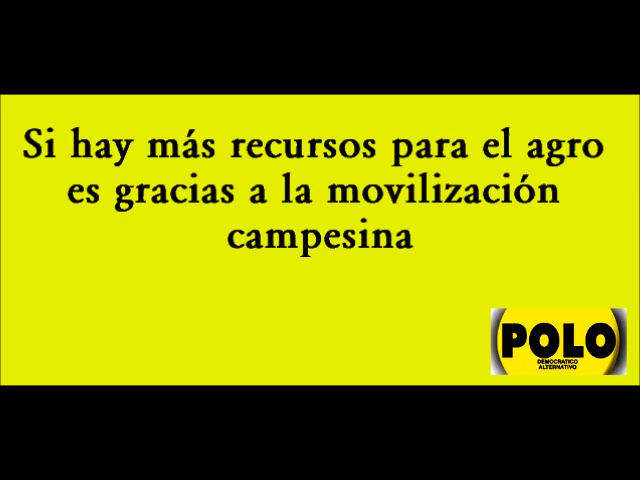 Si hay más recursos para el agro
es gracias a la movilización
campesina
POLO
DEMOCRATICO
ALTERNATIVO